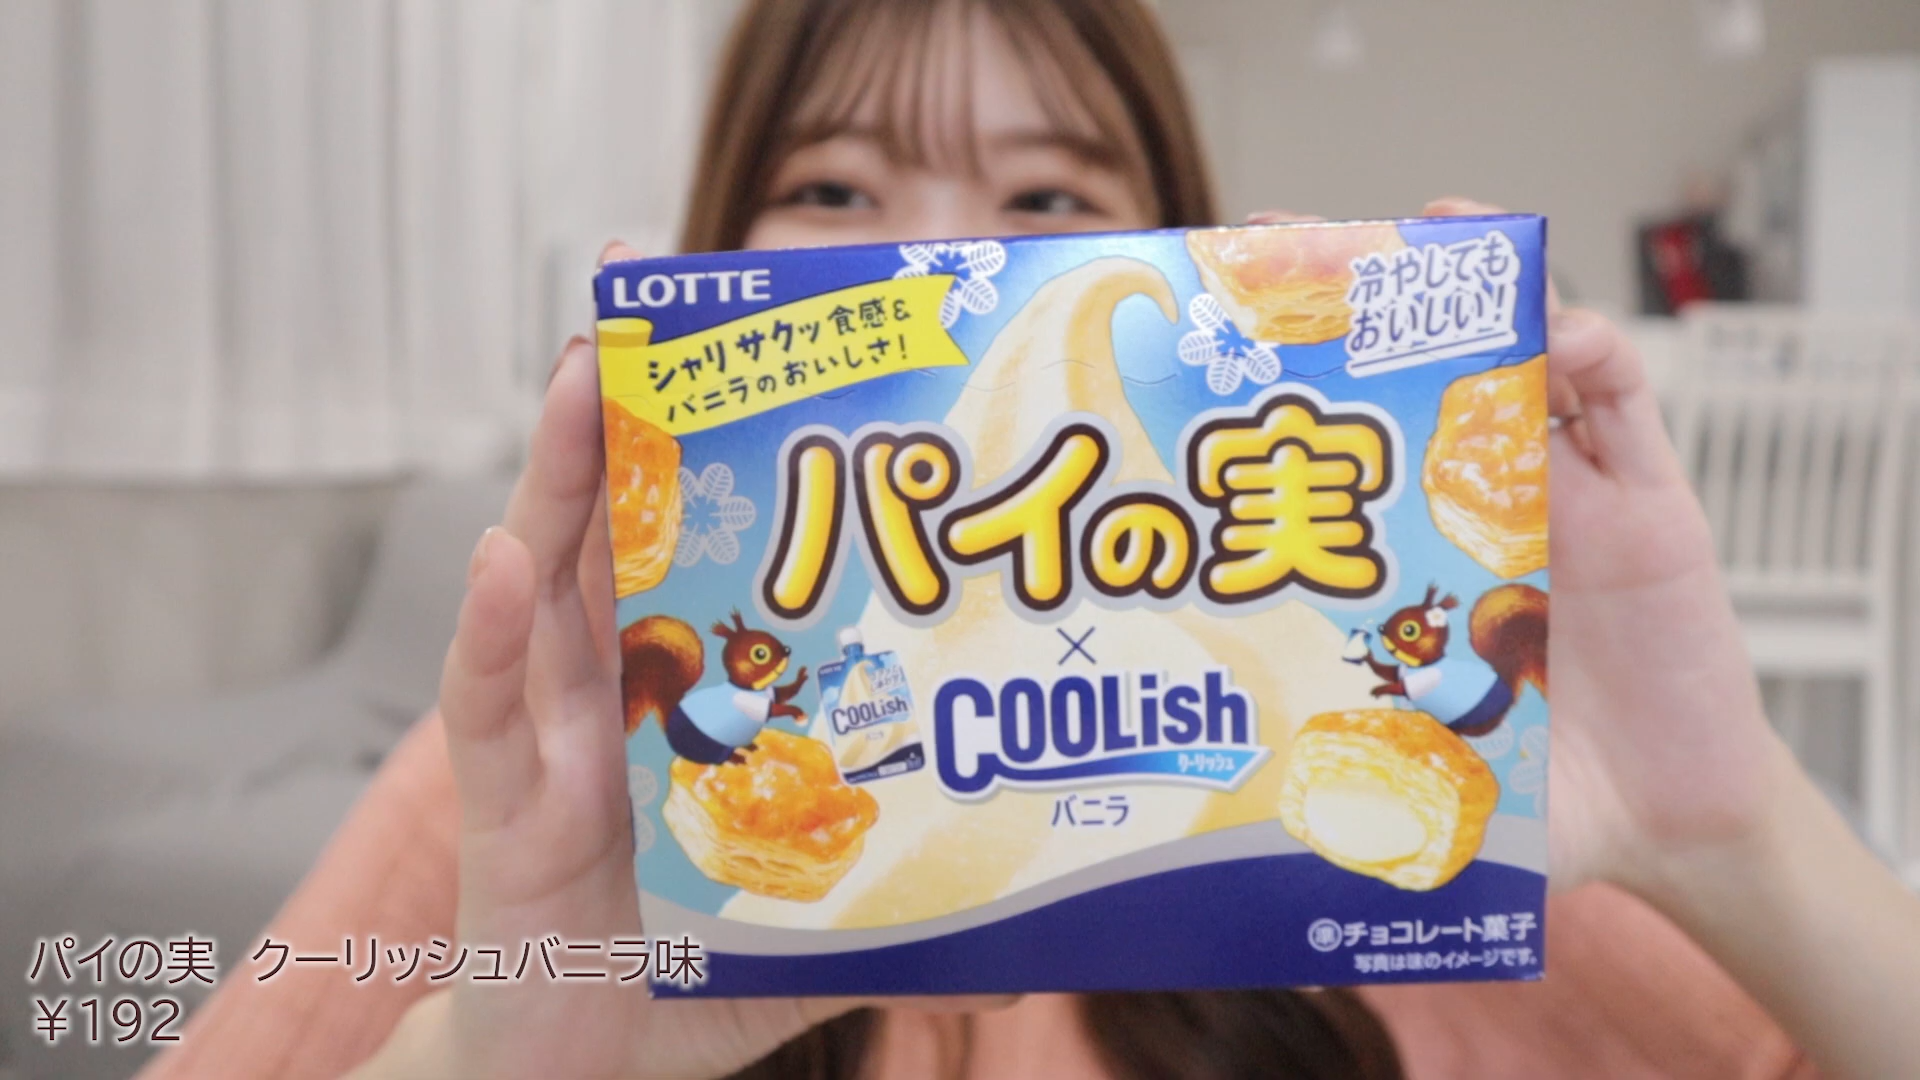 LOTTE
シャリサクッ食感&
バニラのおいしさ!
冷やしても
おいしい!
パイの実
×
COOLish
クーリッシュ
バニラ
COOLish
バニラ
準チョコレート菓子
写真は味のイメージです。
パイの実 クーリッシュバニラ味
¥192